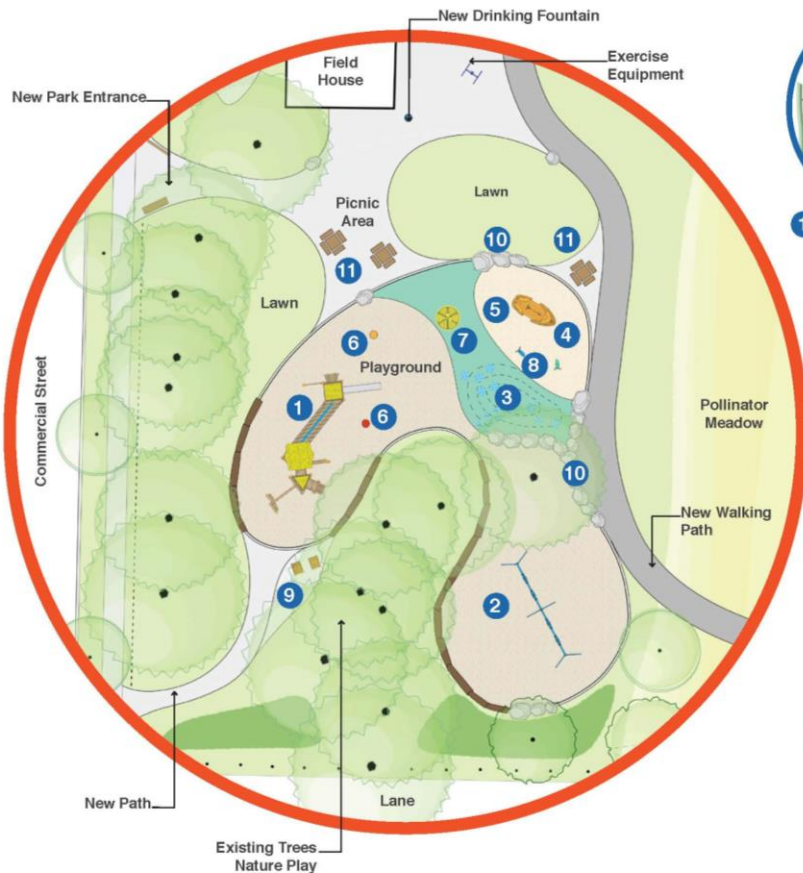 New Drinking Fountain
Field
House
Exercise
Equipment
New Park Entrance
Lawn
Picnic
Area
10
11
11
Lawn
5
4
6
7
8
Playground
1
3
6
Commercial Street
Pollinator
Meadow
10
New Walking
Path
9
2
New Path
Lane
Existing Trees
Nature Play
1